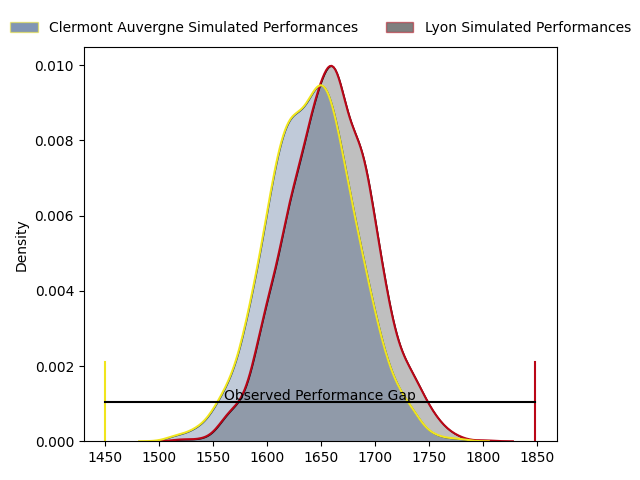 Clermont Auvergne Simulated Performances
Lyon Simulated Performances
Density
0.010
0.008
0.006
0.004
0.002
0.000
Observed Performance Gap
1450 1500 1550 1600 1650 1700 1750 1800 1850